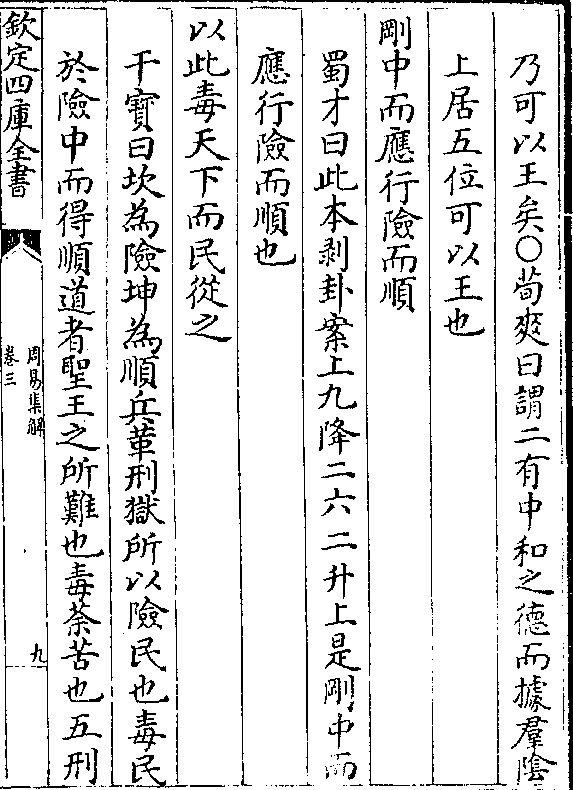 乃可以王矣○荀爽曰謂二有中和之德而據羣陰
上居五位可以王也
剛中而應行險而順
蜀才曰此本剥卦案上九降二六二升上是剛中而
應行險而順也
以此毒天下而民從之
干寶曰坎為險坤為順兵革刑獄所以險民也毒民
於險中而得順道者聖王之所難也毒荼苦也五刑
欽定四庫全書
周易集解
卷三
九